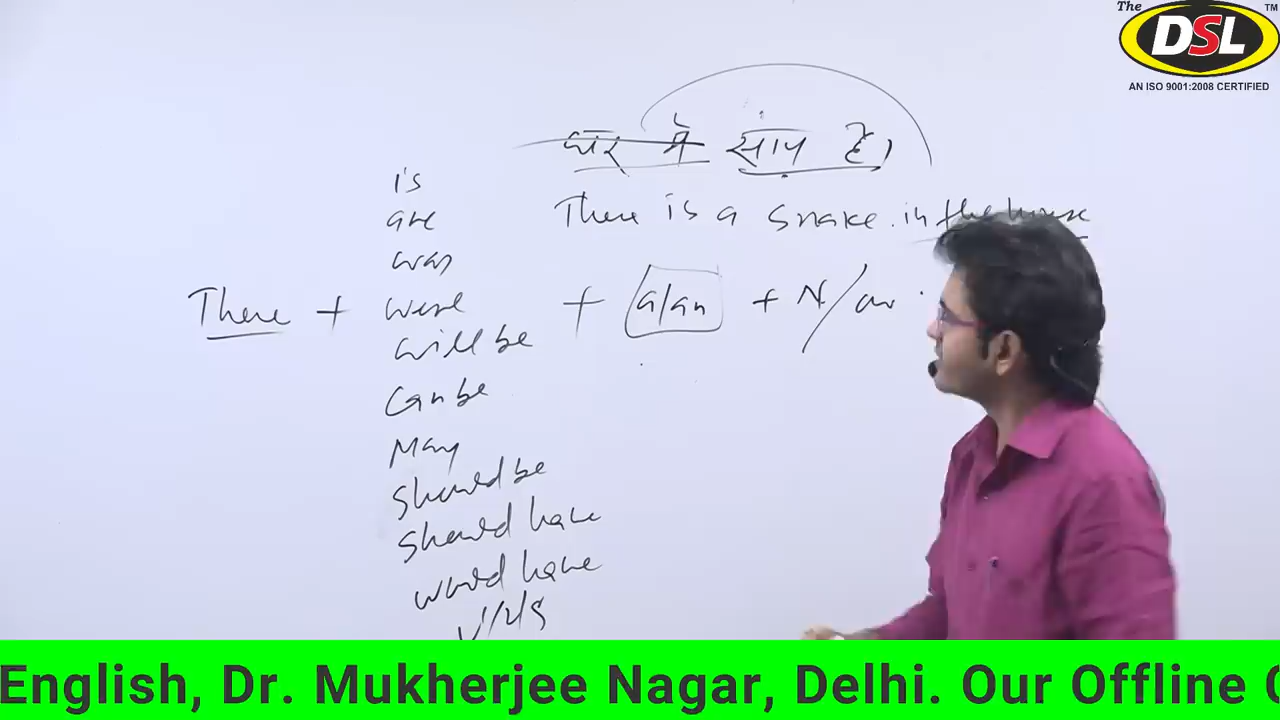 The
TM
DSL
AN ISO 9001:2008 CERTIFIED
घर में सांप है।
is
There is a snake. in the house
are
was
There + were + a/an + N/
will be
can be
May
should be
should have
would have
English, Dr. Mukherjee Nagar, Delhi. Our Offline